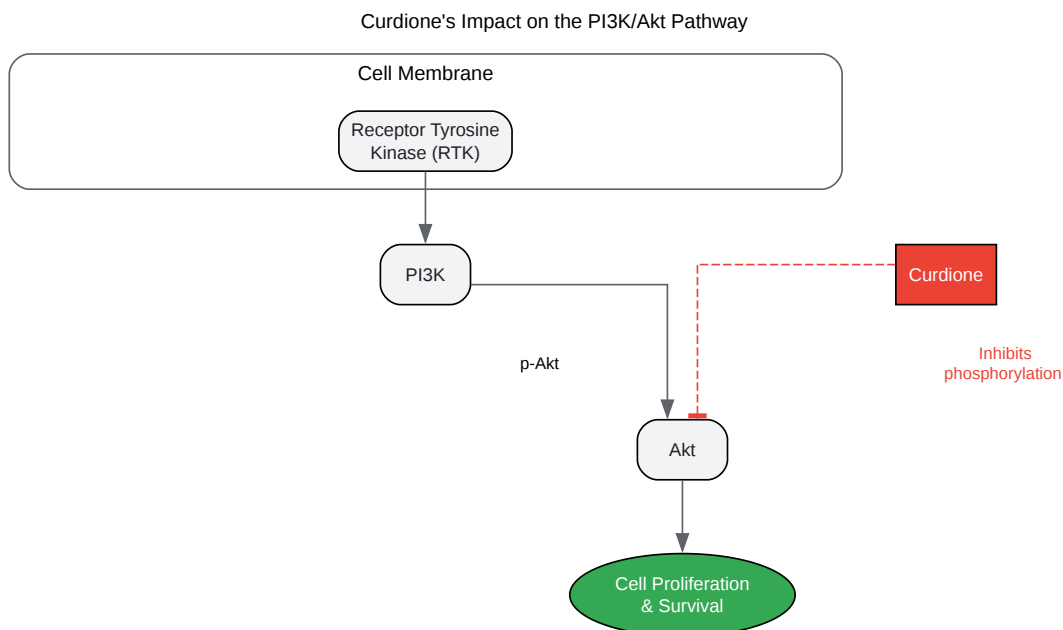 Curdione's Impact on the PI3K/Akt Pathway
Cell Membrane
Receptor Tyrosine
Kinase (RTK)
PI3K
Curdione
Inhibits
phosphorylation
p-Akt
Akt
Cell Proliferation
& Survival